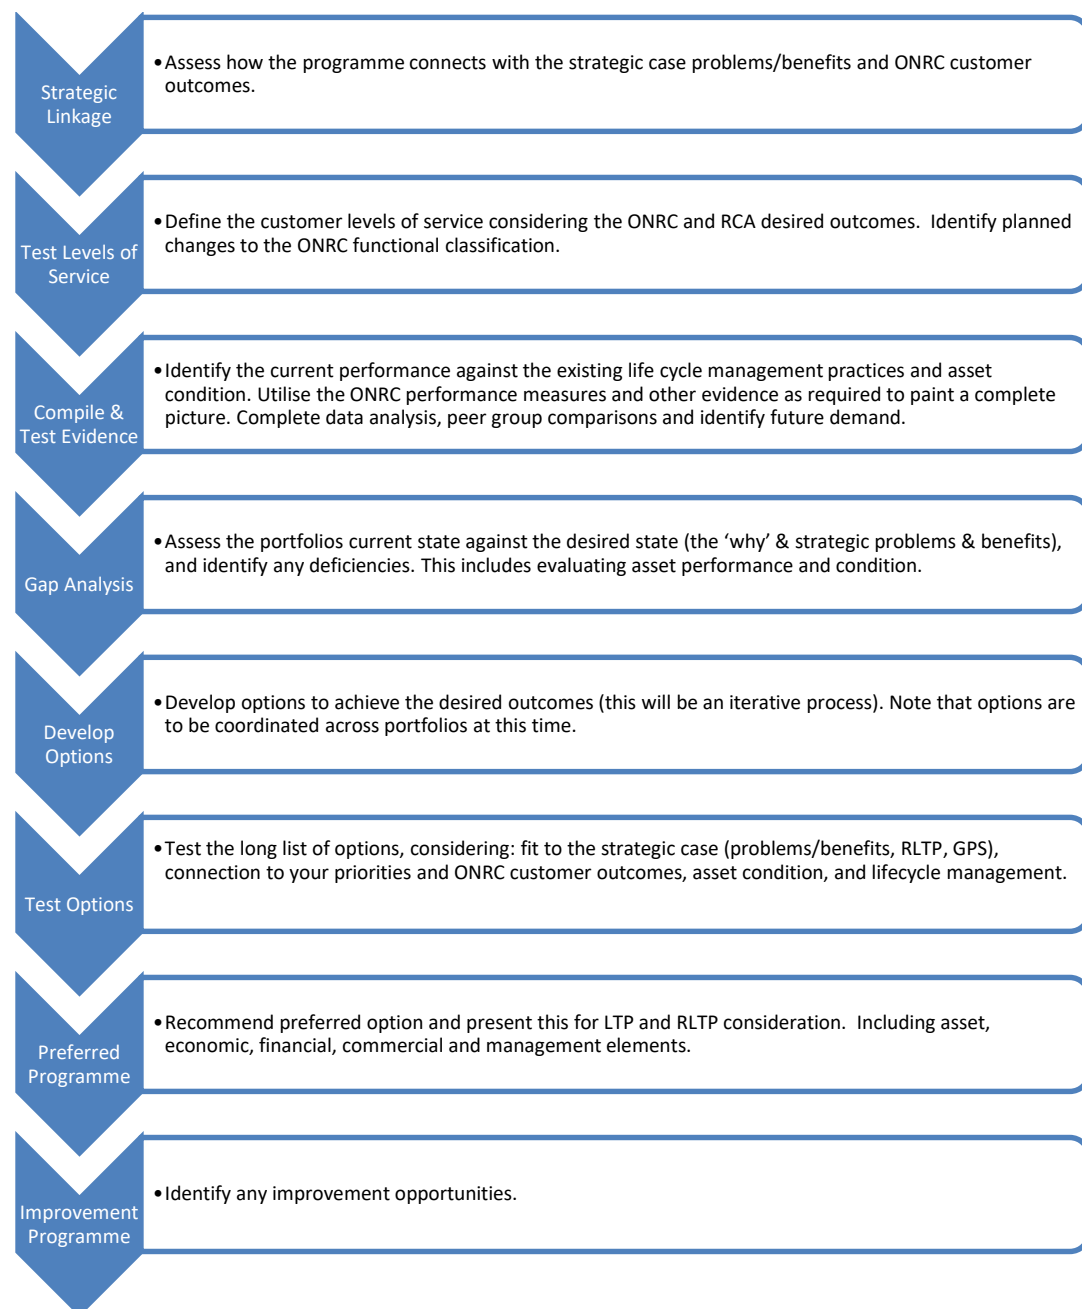 Strategic
Linkage
•Assess how the programme connects with the strategic case problems/benefits and ONRC customer
outcomes.
Test Levels of
Service
•Define the customer levels of service considering the ONRC and RCA desired outcomes.  Identify planned
changes to the ONRC functional classification.
Compile &
Test Evidence
•Identify the current performance against the existing life cycle management practices and asset
condition. Utilise the ONRC performance measures and other evidence as required to paint a complete
picture. Complete data analysis, peer group comparisons and identify future demand.
Gap Analysis
•Assess the portfolios current state against the desired state (the ‘why’ & strategic problems & benefits),
and identify any deficiencies. This includes evaluating asset performance and condition.
Develop
Options
•Develop options to achieve the desired outcomes (this will be an iterative process). Note that options are
to be coordinated across portfolios at this time.
Test Options
•Test the long list of options, considering: fit to the strategic case (problems/benefits, RLTP, GPS),
connection to your priorities and ONRC customer outcomes, asset condition, and lifecycle management.
Preferred
Programme
•Recommend preferred option and present this for LTP and RLTP consideration.  Including asset,
economic, financial, commercial and management elements.
Improvement
Programme
•Identify any improvement opportunities.